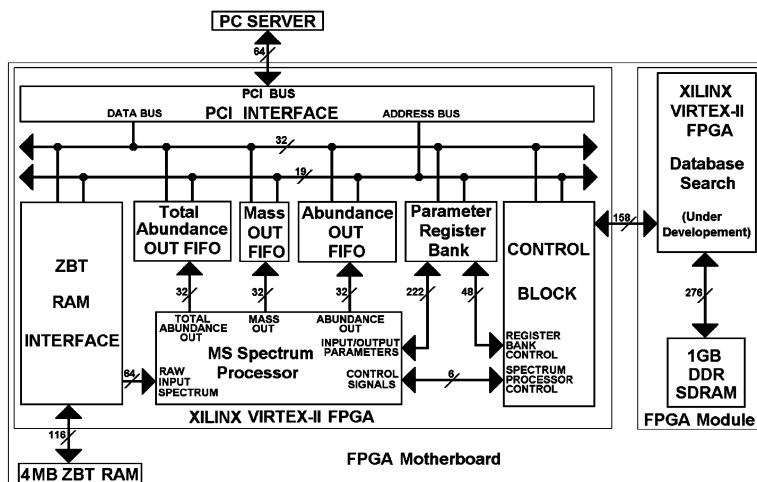 PC SERVER
64
PCI BUS
PCI INTERFACE
DATA BUS
ADDRESS BUS
32
19
Total
Abundance
OUT FIFO
Mass
OUT
FIFO
Abundance
OUT FIFO
Parameter
Register
Bank
ZBT
RAM
INTERFACE
CONTROL
BLOCK
REGISTER
BANK
CONTROL
SPECTRUM
PROCESSOR
CONTROL
32
32
32
222
48
TOTAL
ABUNDANCE
OUT
MASS
OUT
ABUNDANCE
OUT
INPUT/OUTPUT
PARAMETERS
MS Spectrum
Processor
RAW
INPUT
SPECTRUM
CONTROL
SIGNALS
64
6
XILINX VIRTEX-II FPGA
116
4MB ZBT RAM
FPGA Motherboard
158
XILINX
VIRTEX-II
FPGA
Database
Search
(Under
Developement)
276
1GB
DDR
SDRAM
FPGA Module